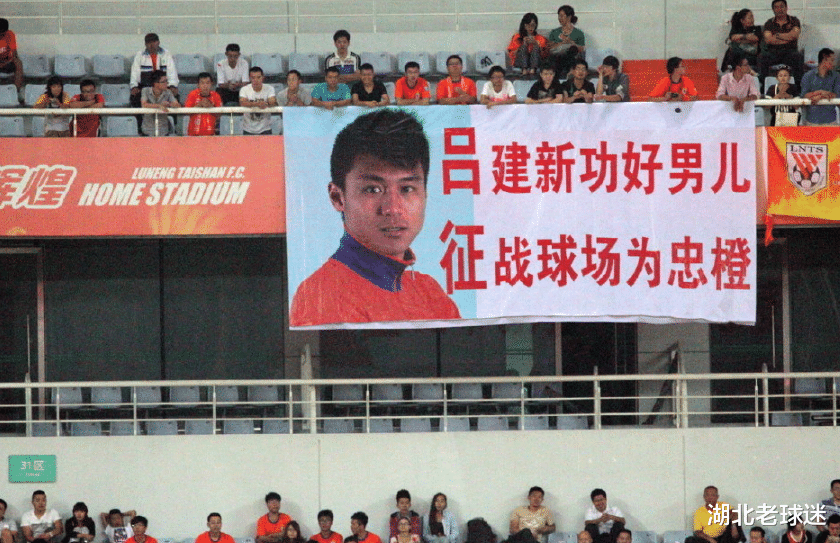 辉煌
LUNENG TAISHAN F.C.
HOME STADIUM
吕建新功好男儿
征战球场为忠橙
LNTS
31区
湖北老球迷